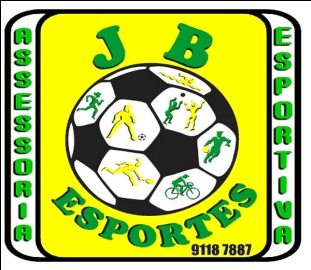 ASSESSORIA
J B
ESPORTES
9118 7887
ESPORTIVA